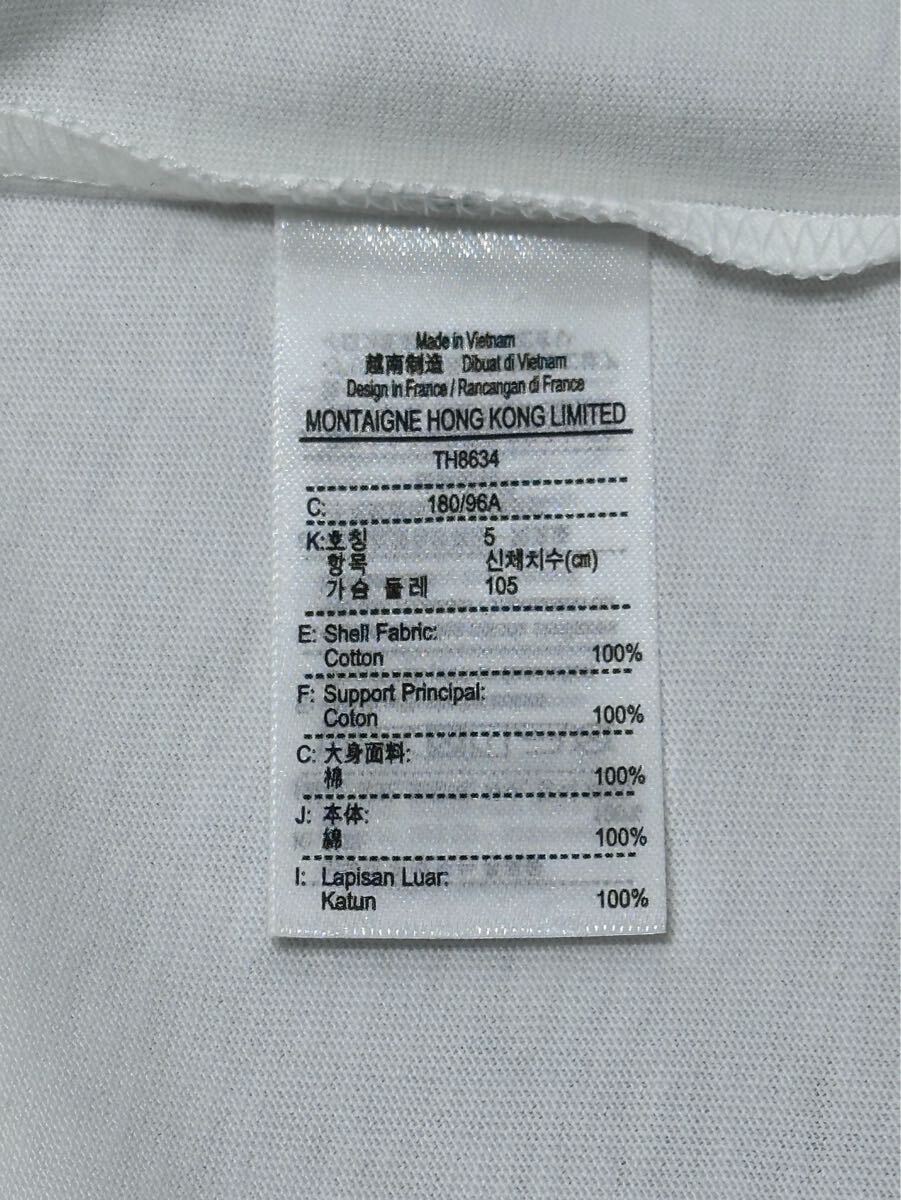 Made in Vietnam
越南制造 Dibuat di Vietnam
Design in France / Rancangan di France
MONTAIGNE HONG KONG LIMITED
TH8634
C: 180/96A
K: 호칭 5
항목 신체치수(㎝)
가슴 둘레 105
E: Shell Fabric:
Cotton 100%
F: Support Principal:
Coton 100%
C: 大身面料:
棉 100%
J: 本体:
綿 100%
I: Lapisan Luar:
Katun 100%